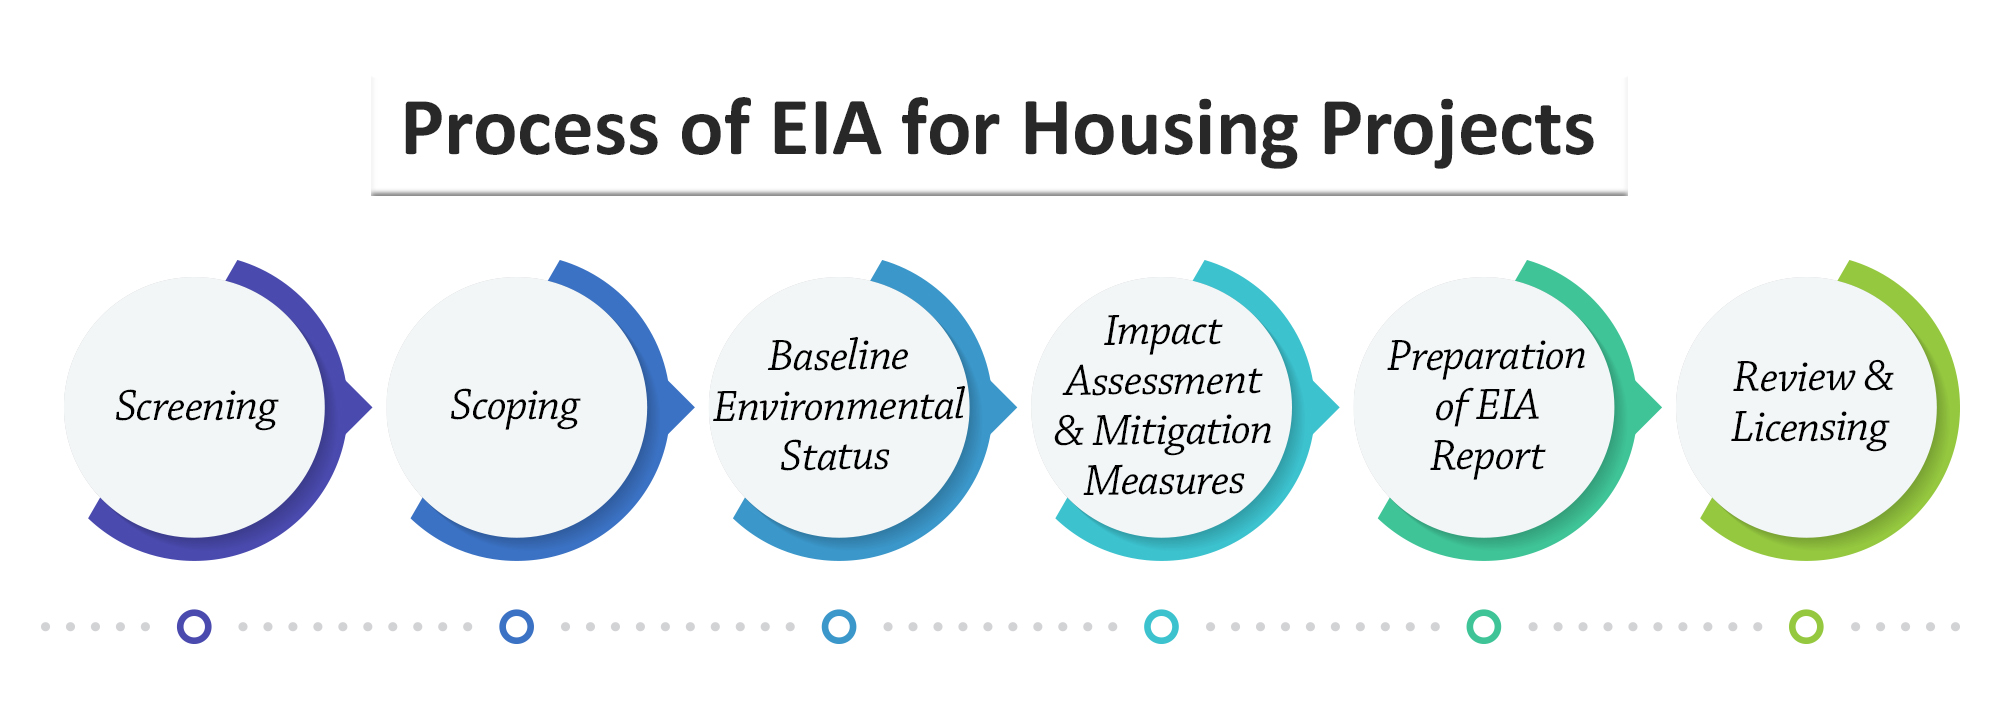 Process of EIA for Housing Projects
Screening
Scoping
Baseline
Environmental
Status
Impact
Assessment
& Mitigation
Measures
Preparation
of EIA
Report
Review &
Licensing